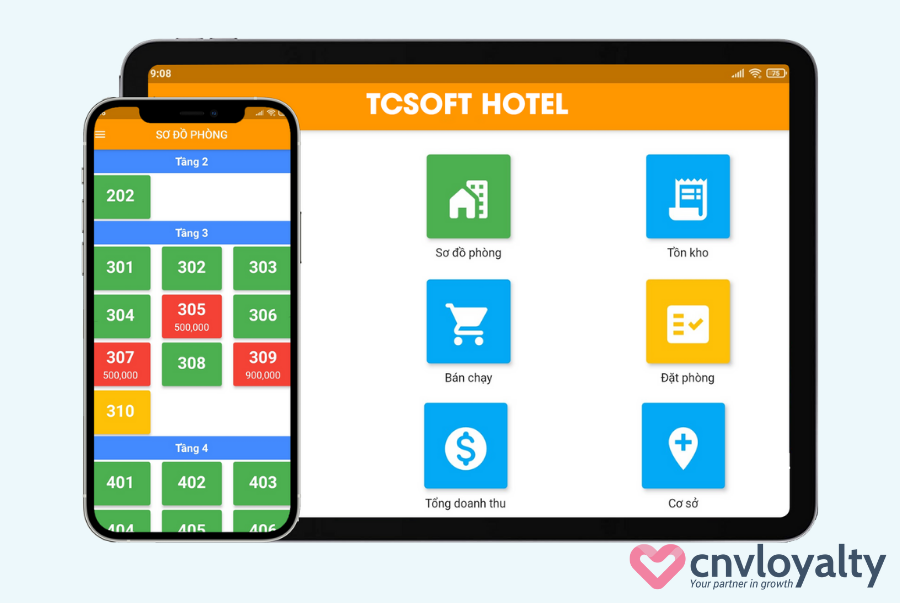 9:08
75
TCSOFT HOTEL
SƠ ĐỒ PHÒNG
Tầng 2
202
Tầng 3
301 302 303
304 305 306
500,000
307 308 309
500,000 900,000
310
Tầng 4
401 402 403
404 405 406
Sơ đồ phòng Tồn kho
Bán chạy Đặt phòng
Tổng doanh thu Cơ sở
cnvloyalty
Your partner in growth